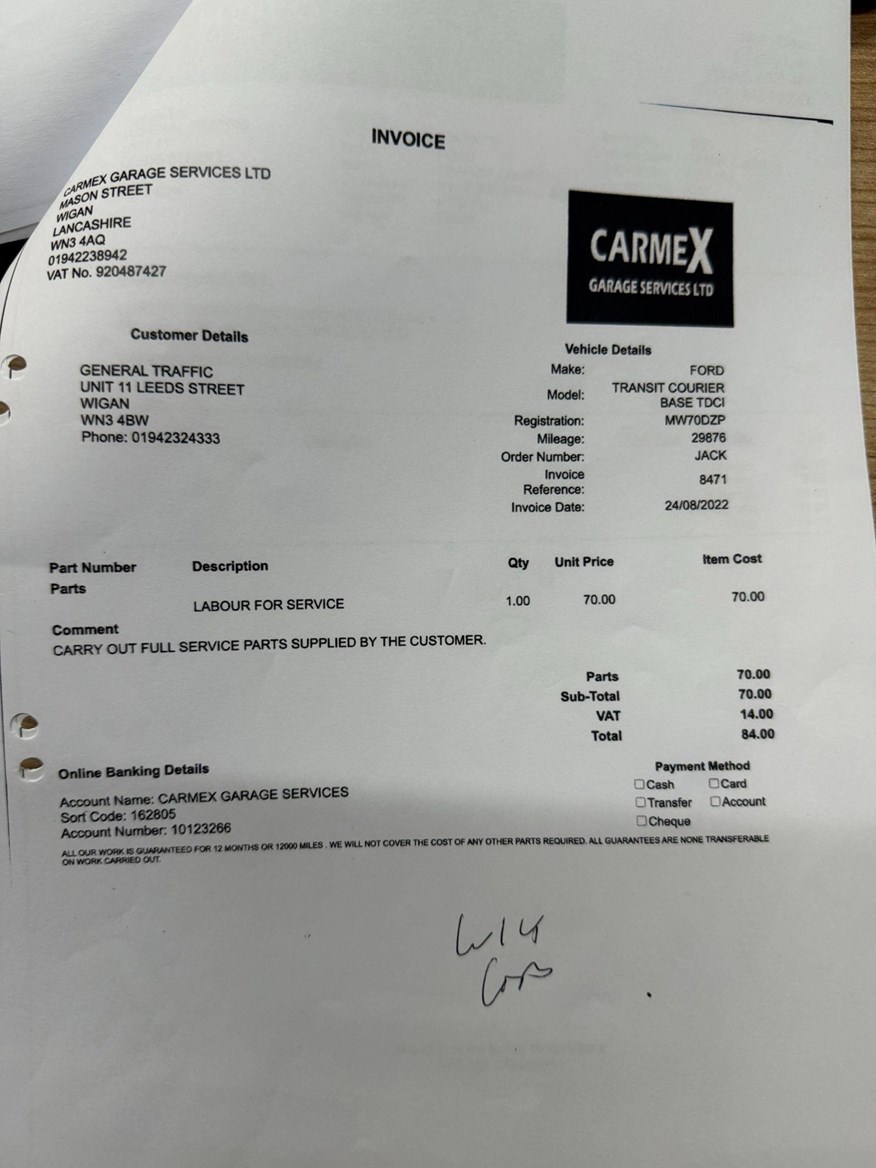 INVOICE
CARMEX GARAGE SERVICES LTD
MASON STREET
WIGAN
LANCASHIRE
WN3 4AQ
01942238942
VAT No. 920487427
CARMEX
GARAGE SERVICES LTD
Customer Details
GENERAL TRAFFIC
UNIT 11 LEEDS STREET
WIGAN
WN3 4BW
Phone: 01942324333
Vehicle Details
Make: FORD
Model: TRANSIT COURIER
BASE TDCI
Registration: MW70DZP
Mileage: 29876
Order Number: JACK
Invoice
Reference: 8471
Invoice Date: 24/08/2022
Part Number Description Qty Unit Price Item Cost
Parts
LABOUR FOR SERVICE 1.00 70.00 70.00
Comment
CARRY OUT FULL SERVICE PARTS SUPPLIED BY THE CUSTOMER.
Parts 70.00
Sub-Total 70.00
VAT 14.00
Total 84.00
Online Banking Details
Account Name: CARMEX GARAGE SERVICES
Sort Code: 162805
Account Number: 10123266
Payment Method
Cash Card
Transfer Account
Cheque
ALL OUR WORK IS GUARANTEED FOR 12 MONTHS OR 12000 MILES . WE WILL NOT COVER THE COST OF ANY OTHER PARTS REQUIRED. ALL GUARANTEES ARE NONE TRANSFERABLE
ON WORK CARRIED OUT.